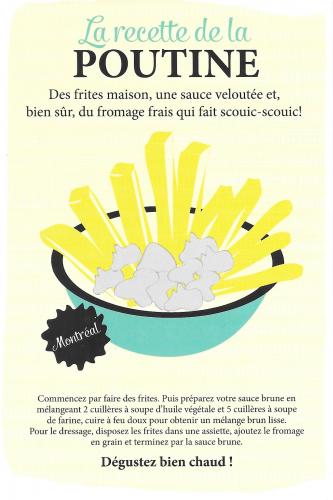 La recette de la
POUTINE
Des frites maison, une sauce veloutée et,
bien sûr, du fromage frais qui fait scouic-scouic!
Montréal
Commencez par faire des frites. Puis préparez votre sauce brune en
mélangeant 2 cuillères à soupe d'huile végétale et 5 cuillères à soupe
de farine, cuire à feu doux pour obtenir un mélange brun lisse.
Pour le dressage, disposez les frites dans une assiette, ajoutez le fromage
en grain et terminez par la sauce brune.
Dégustez bien chaud !